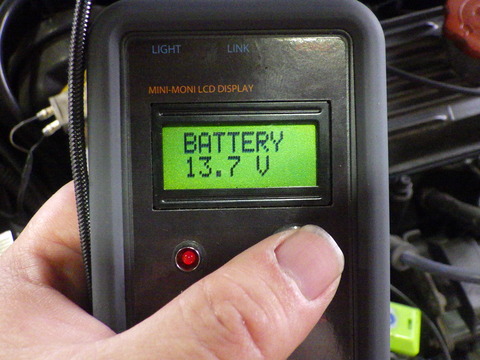 LIGHT LINK
MINI-MONI LCD DISPLAY
BATTERY
13.7 V